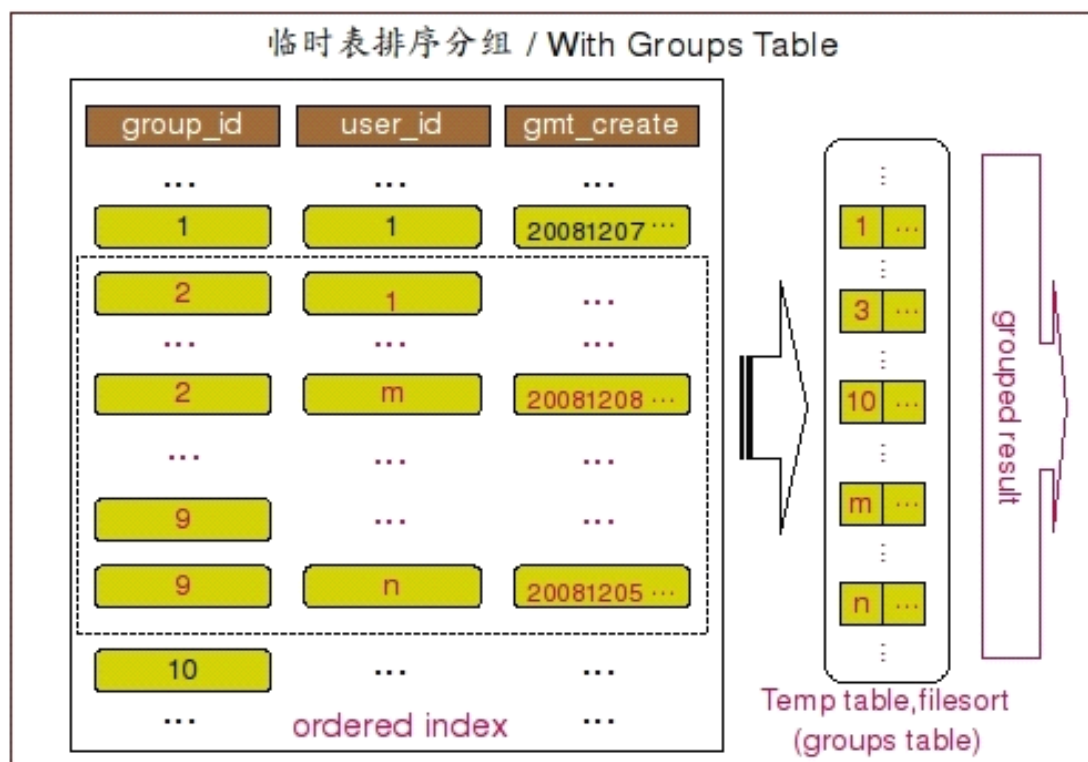 临时表排序分组 / With Groups Table
group_id user_id gmt_create
... ... ...
1 1 20081207 ...
2 1 ...
... ... ...
2 m 20081208 ...
... ... ...
9 ... ...
9 n 20081205 ...
10 ... ...
... ordered index ...
...
1 ...
...
3 ...
...
10 ...
...
m ...
...
n ...
...
Temp table,filesort
(groups table)
grouped result